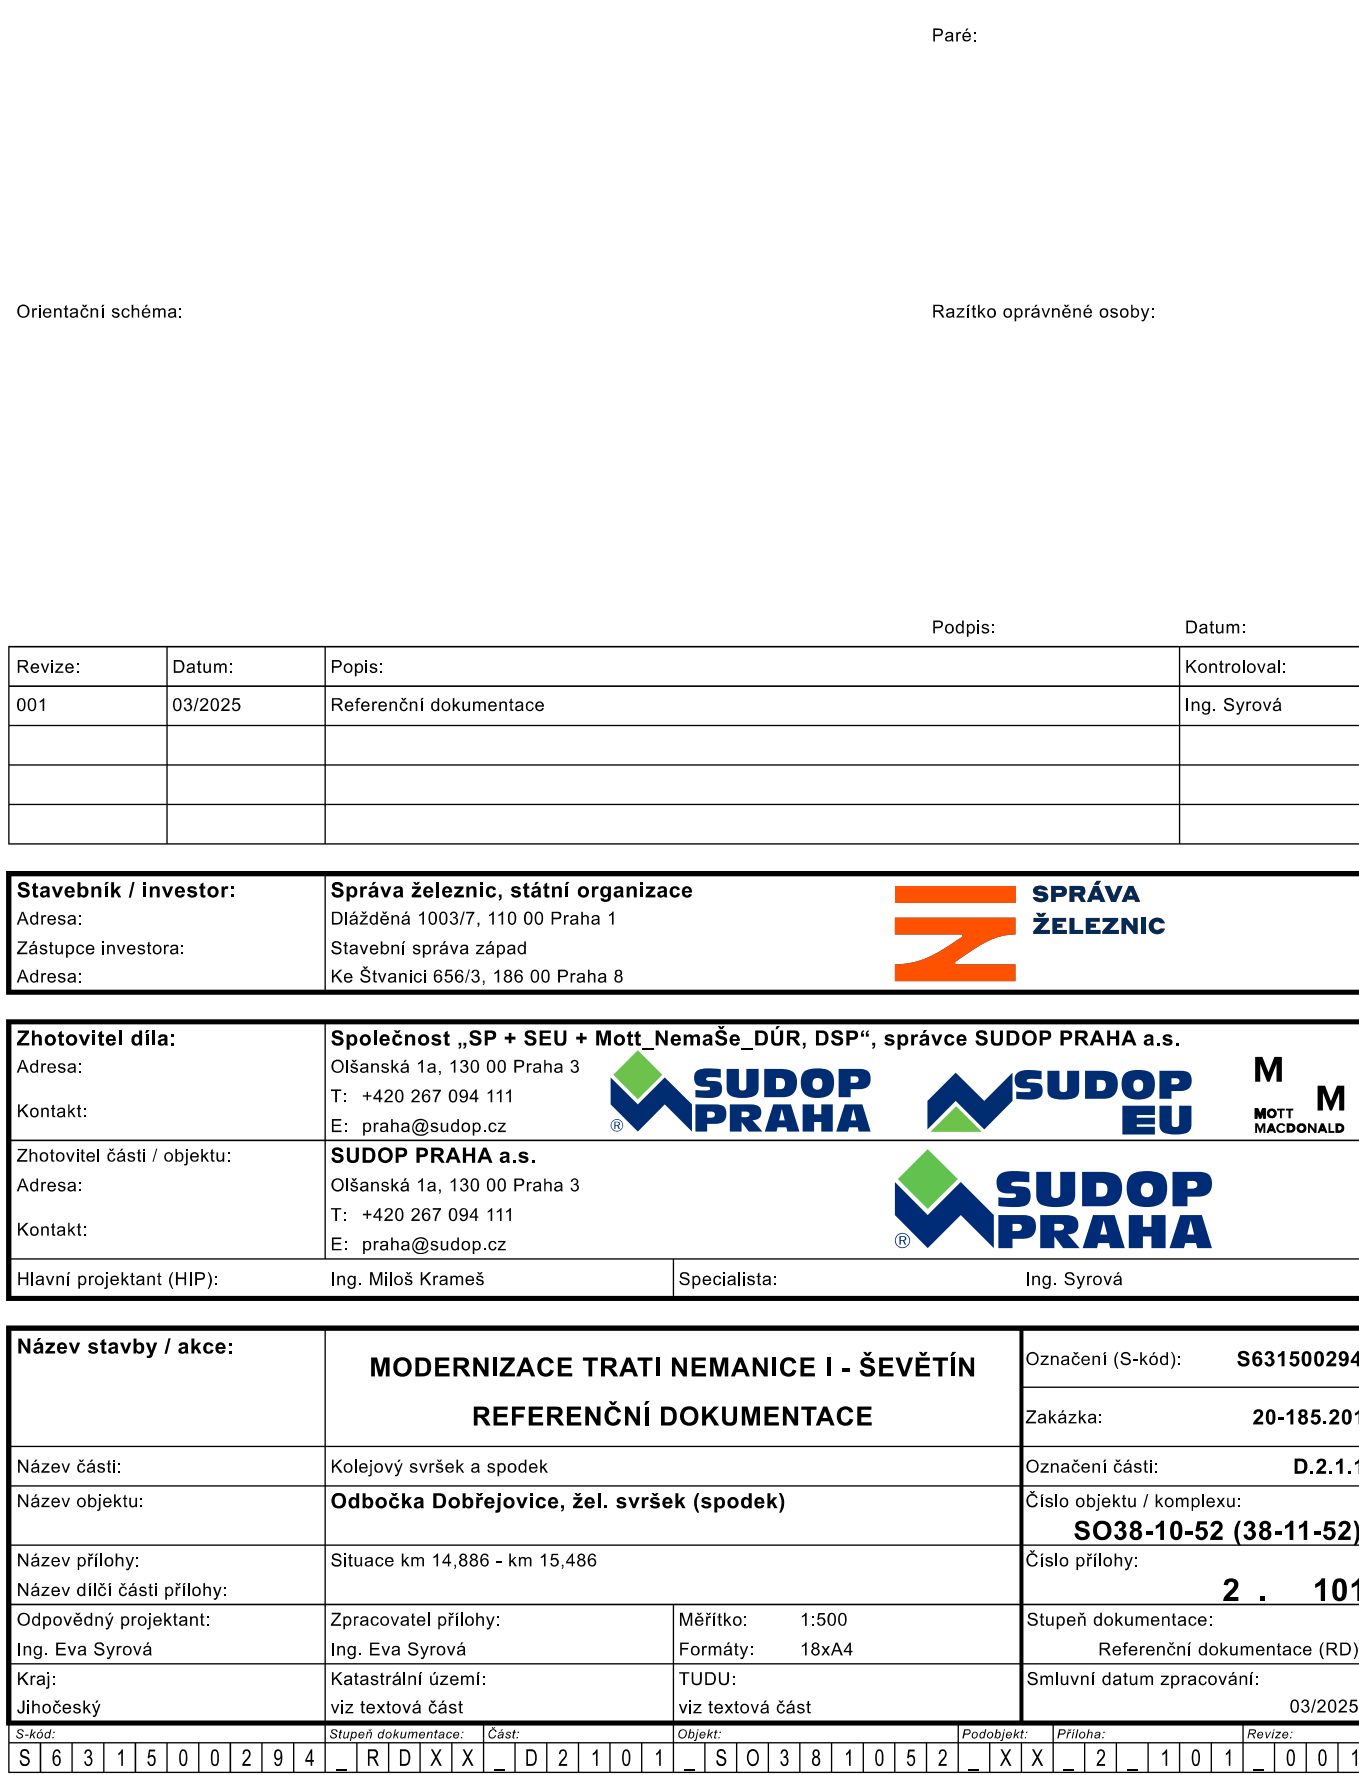 Paré:
Orientační schéma:
Razítko oprávněné osoby:
Podpis: Datum:
Revize: Datum: Popis: Kontroloval:
001 03/2025 Referenční dokumentace Ing. Syrová
Stavebník / investor: Správa železnic, státní organizace
Adresa: Dlážděná 1003/7, 110 00 Praha 1
Zástupce investora: Stavební správa západ
Adresa: Ke Štvanici 656/3, 186 00 Praha 8
SPRÁVA
ŽELEZNIC
Zhotovitel díla: Společnost „SP + SEU + Mott_NemaŠe_DÚR, DSP“, správce SUDOP PRAHA a.s.
Adresa: Olšanská 1a, 130 00 Praha 3
Kontakt: T: +420 267 094 111
E: praha@sudop.cz
SUDOP
PRAHA
®
SUDOP
EU
M
M
MOTT
MACDONALD
Zhotovitel části / objektu: SUDOP PRAHA a.s.
Adresa: Olšanská 1a, 130 00 Praha 3
Kontakt: T: +420 267 094 111
E: praha@sudop.cz
SUDOP
PRAHA
®
Hlavní projektant (HIP): Ing. Miloš Krameš Specialista: Ing. Syrová
Název stavby / akce:
MODERNIZACE TRATI NEMANICE I - ŠEVĚTÍN
REFERENČNÍ DOKUMENTACE
Označení (S-kód): S631500294
Zakázka: 20-185.201
Název části: Kolejový svršek a spodek Označení části: D.2.1.1
Název objektu: Odbočka Dobřejovice, žel. svršek (spodek) Číslo objektu / komplexu:
SO38-10-52 (38-11-52)
Název přílohy: Situace km 14,886 - km 15,486 Číslo přílohy:
Název dílčí části přílohy: 2 . 101
Odpovědný projektant: Zpracovatel přílohy: Měřítko: 1:500 Stupeň dokumentace:
Ing. Eva Syrová Ing. Eva Syrová Formáty: 18xA4 Referenční dokumentace (RD)
Kraj: Katastrální území: TUDU: Smluvní datum zpracování:
Jihočeský viz textová část viz textová část 03/2025
S-kód: Stupeň dokumentace: Část: Objekt: Podobjekt: Příloha: Revize:
S 6 3 1 5 0 0 2 9 4 _ R D X X _ D 2 1 0 1 _ S O 3 8 1 0 5 2 _ X X _ 2 _ 1 0 1 _ 0 0 1